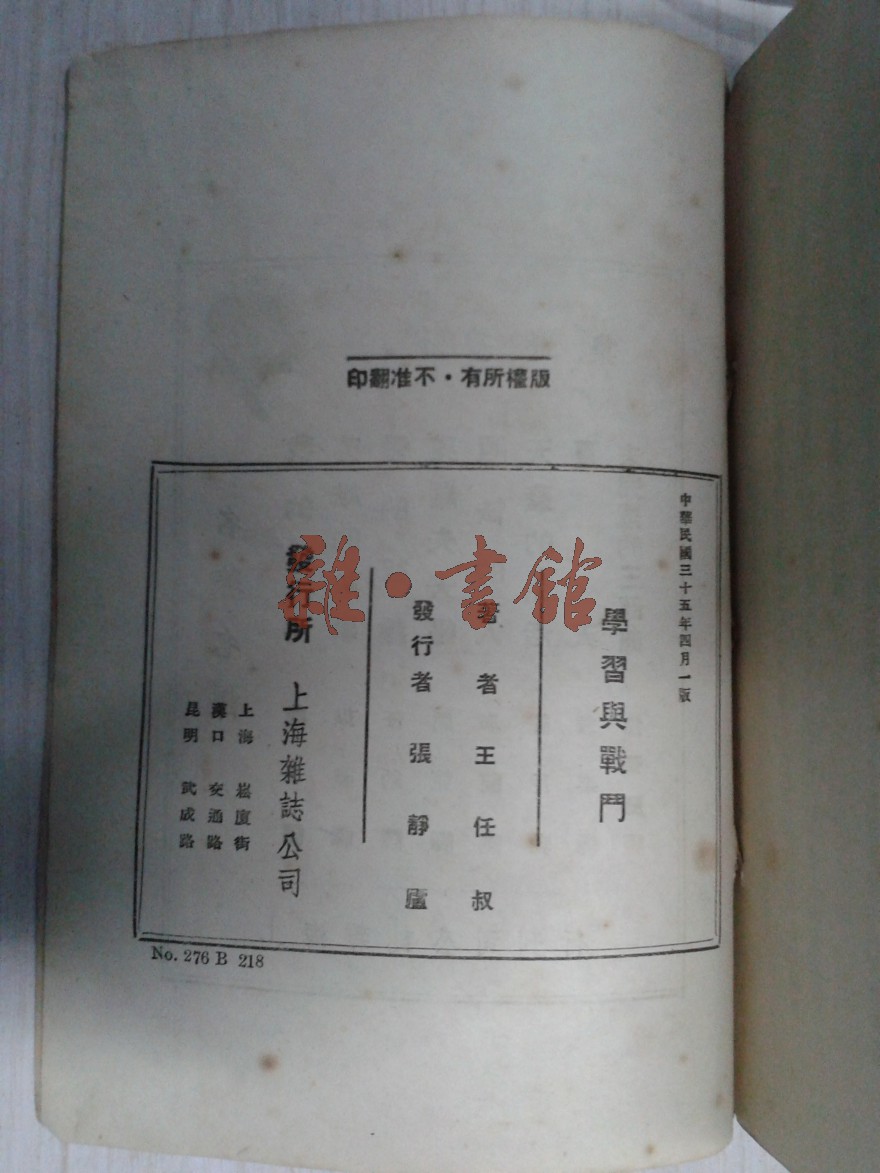 版權所有・不准翻印
中華民國三十五年四月一版
學習與戰鬥
著者 王任叔
發行者 張靜廬
發行所 上海雜誌公司
上海 崧廈街
漢口 交通路
昆明 武成路
No. 276 B 218
雜・書館